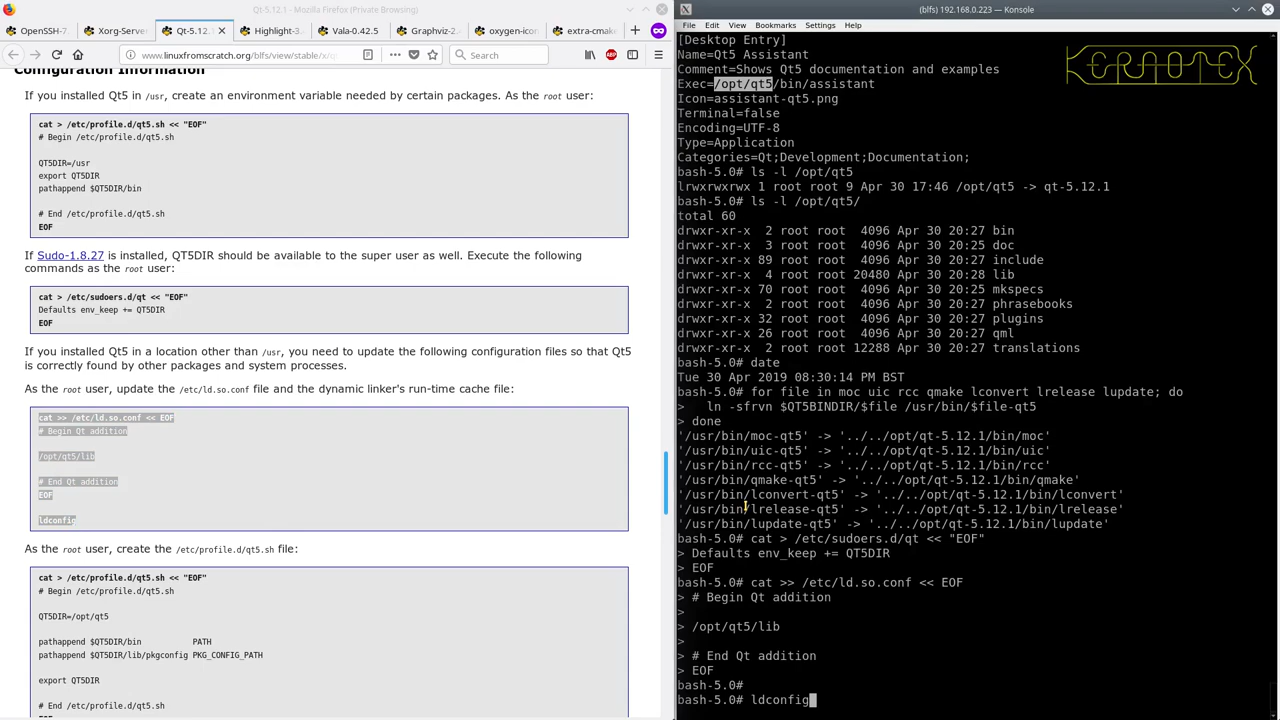 Qt-5.12.1 - Mozilla Firefox (Private Browsing)
OpenSSH-7
Xorg-Server
Qt-5.12.1
Highlight-3.
Vala-0.42.5
Graphviz-2.4
oxygen-icon
extra-cmake
www.linuxfromscratch.org/blfs/view/stable/x/
Search
Configuration Information
If you installed Qt5 in /usr, create an environment variable needed by certain packages. As the root user:
cat > /etc/profile.d/qt5.sh << "EOF"
# Begin /etc/profile.d/qt5.sh
QT5DIR=/usr
export QT5DIR
pathappend $QT5DIR/bin
# End /etc/profile.d/qt5.sh
EOF
If Sudo-1.8.27 is installed, QT5DIR should be available to the super user as well. Execute the following
commands as the root user:
cat > /etc/sudoers.d/qt << "EOF"
Defaults env_keep += QT5DIR
EOF
If you installed Qt5 in a location other than /usr, you need to update the following configuration files so that Qt5
is correctly found by other packages and system processes.
As the root user, update the /etc/ld.so.conf file and the dynamic linker's run-time cache file:
cat >> /etc/ld.so.conf << EOF
# Begin Qt addition
/opt/qt5/lib
# End Qt addition
EOF
ldconfig
As the root user, create the /etc/profile.d/qt5.sh file:
cat > /etc/profile.d/qt5.sh << "EOF"
# Begin /etc/profile.d/qt5.sh
QT5DIR=/opt/qt5
pathappend $QT5DIR/bin PATH
pathappend $QT5DIR/lib/pkgconfig PKG_CONFIG_PATH
export QT5DIR
# End /etc/profile.d/qt5.sh
(blfs) 192.168.0.223 — Konsole
File Edit View Bookmarks Settings Help
KERNOTEX
[Desktop Entry]
Name=Qt5 Assistant
Comment=Shows Qt5 documentation and examples
Exec=/opt/qt5/bin/assistant
Icon=assistant-qt5.png
Terminal=false
Encoding=UTF-8
Type=Application
Categories=Qt;Development;Documentation;
bash-5.0# ls -l /opt/qt5
lrwxrwxrwx 1 root root 9 Apr 30 17:46 /opt/qt5 -> qt-5.12.1
bash-5.0# ls -l /opt/qt5/
total 60
drwxr-xr-x  2 root root  4096 Apr 30 20:27 bin
drwxr-xr-x  3 root root  4096 Apr 30 20:25 doc
drwxr-xr-x 89 root root  4096 Apr 30 20:27 include
drwxr-xr-x  4 root root 20480 Apr 30 20:28 lib
drwxr-xr-x 70 root root  4096 Apr 30 20:25 mkspecs
drwxr-xr-x  2 root root  4096 Apr 30 20:27 phrasebooks
drwxr-xr-x 32 root root  4096 Apr 30 20:27 plugins
drwxr-xr-x 26 root root  4096 Apr 30 20:27 qml
drwxr-xr-x  2 root root 12288 Apr 30 20:27 translations
bash-5.0# date
Tue 30 Apr 2019 08:30:14 PM BST
bash-5.0# for file in moc uic rcc qmake lconvert lrelease lupdate; do
>   ln -sfrvn $QT5BINDIR/$file /usr/bin/$file-qt5
> done
'/usr/bin/moc-qt5' -> '../../opt/qt-5.12.1/bin/moc'
'/usr/bin/uic-qt5' -> '../../opt/qt-5.12.1/bin/uic'
'/usr/bin/rcc-qt5' -> '../../opt/qt-5.12.1/bin/rcc'
'/usr/bin/qmake-qt5' -> '../../opt/qt-5.12.1/bin/qmake'
'/usr/bin/lconvert-qt5' -> '../../opt/qt-5.12.1/bin/lconvert'
'/usr/bin/lrelease-qt5' -> '../../opt/qt-5.12.1/bin/lrelease'
'/usr/bin/lupdate-qt5' -> '../../opt/qt-5.12.1/bin/lupdate'
bash-5.0# cat > /etc/sudoers.d/qt << "EOF"
> Defaults env_keep += QT5DIR
> EOF
bash-5.0# cat >> /etc/ld.so.conf << EOF
> # Begin Qt addition
>
> /opt/qt5/lib
>
> # End Qt addition
> EOF
bash-5.0#
bash-5.0# ldconfig